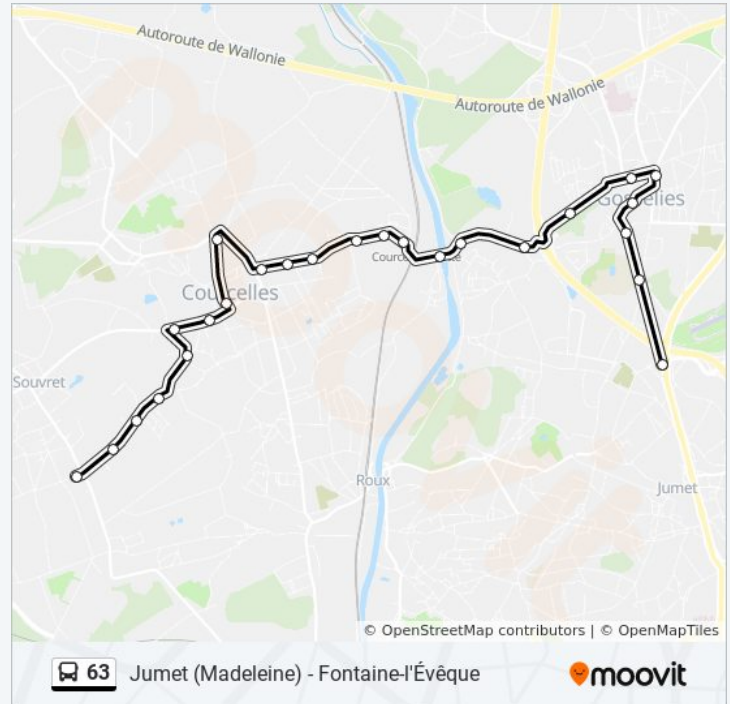 Autoroute de Wallonie
Autoroute de Wallonie
Gosselies
Courcelles
Souvret
Roux
Jumet
© OpenStreetMap contributors | © OpenMapTiles
63 Jumet (Madeleine) - Fontaine-l'Évêque
moovit